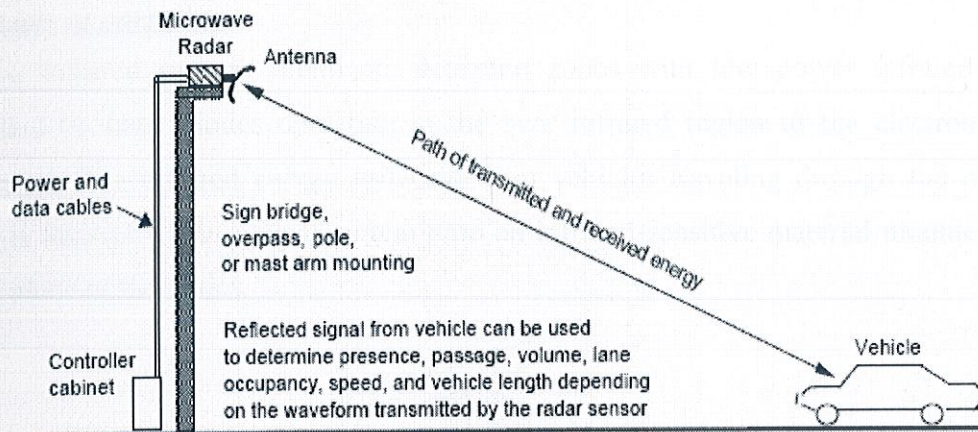 Microwave
Radar
Antenna
Path of transmitted and received energy
Power and
data cables
Sign bridge,
overpass, pole,
or mast arm mounting
Reflected signal from vehicle can be used
to determine presence, passage, volume, lane
occupancy, speed, and vehicle length depending
on the waveform transmitted by the radar sensor
Controller
cabinet
Vehicle